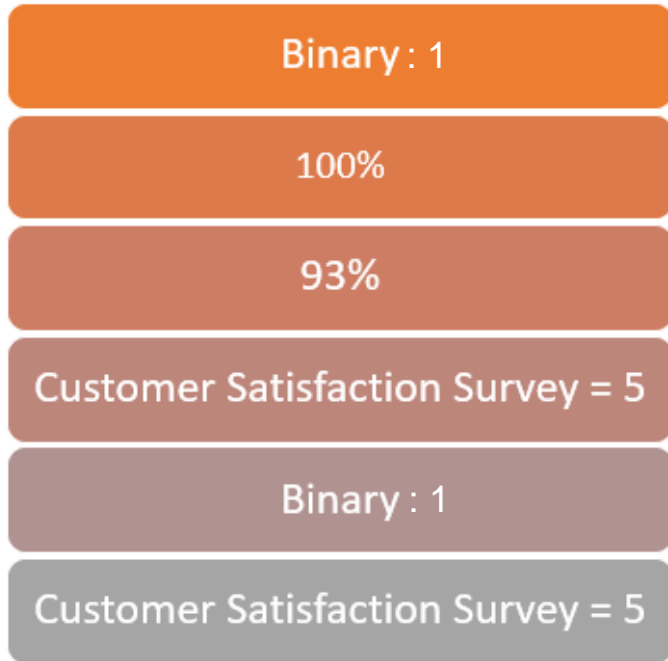 Binary : 1
100%
93%
Customer Satisfaction Survey = 5
Binary : 1
Customer Satisfaction Survey = 5